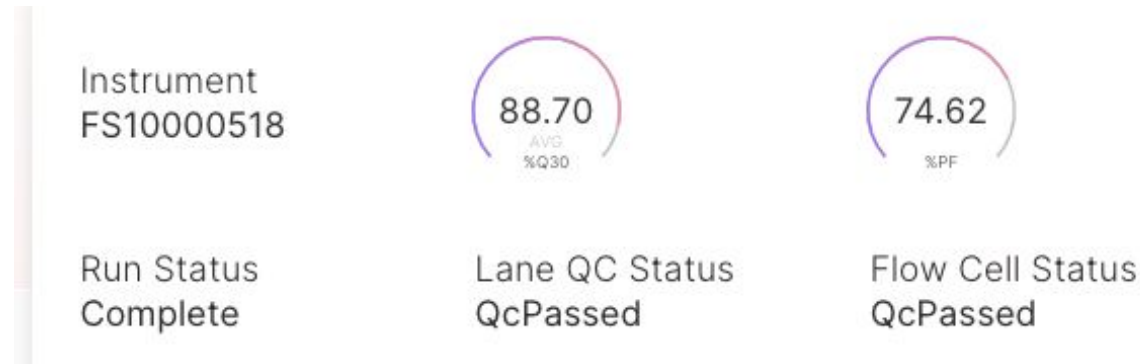 Instrument
FS10000518
88.70
AVG
%Q30
74.62
%PF
Run Status
Complete
Lane QC Status
QcPassed
Flow Cell Status
QcPassed